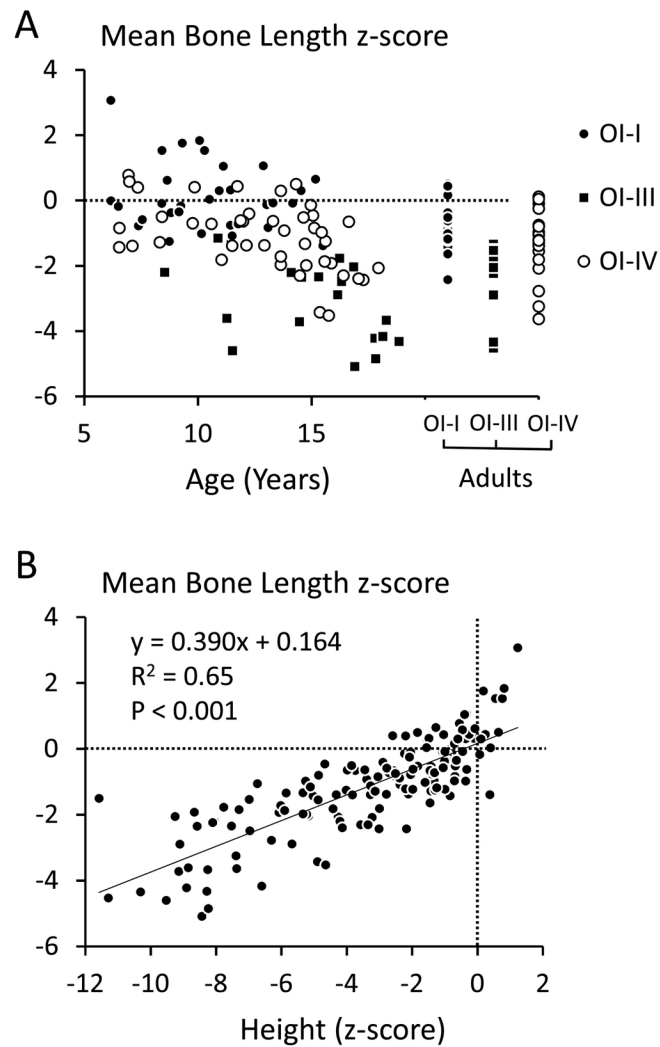 A
Mean Bone Length z-score
4
2
0
-2
-4
-6
5 10 15
Age (Years)
OI-I OI-III OI-IV
Adults
OI-I
OI-III
OI-IV
B
Mean Bone Length z-score
y = 0.390x + 0.164
R² = 0.65
P < 0.001
4
2
0
-2
-4
-6
-12 -10 -8 -6 -4 -2 0 2
Height (z-score)